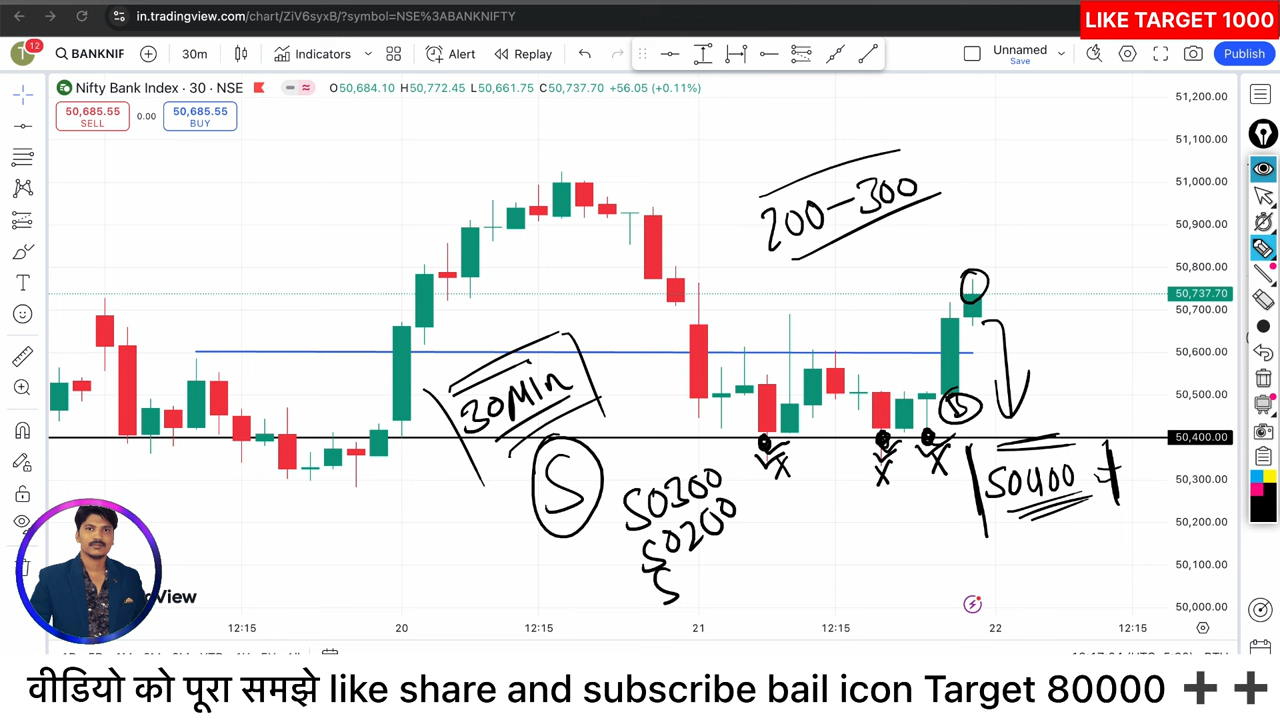 in.tradingview.com/chart/ZiV6syxB/?symbol=NSE%3ABANKNIFTY
LIKE TARGET 1000
T 12 BANKNIF 30m Indicators Alert Replay Unnamed Save Publish
Nifty Bank Index · 30 · NSE O50,684.10 H50,772.45 L50,661.75 C50,737.70 +56.05 (+0.11%)
50,685.55 SELL 0.00 50,685.55 BUY
51,200.00
51,100.00
51,000.00
50,900.00
50,800.00
50,737.70
50,700.00
50,600.00
50,500.00
50,400.00
50,300.00
50,200.00
50,100.00
50,000.00
200-300
30Min
S
50300
50200
5
B
50400
X X X
View
12:15 20 12:15 21 12:15 22 12:15
वीडियो को पूरा समझे like share and subscribe bail icon Target 80000 ++